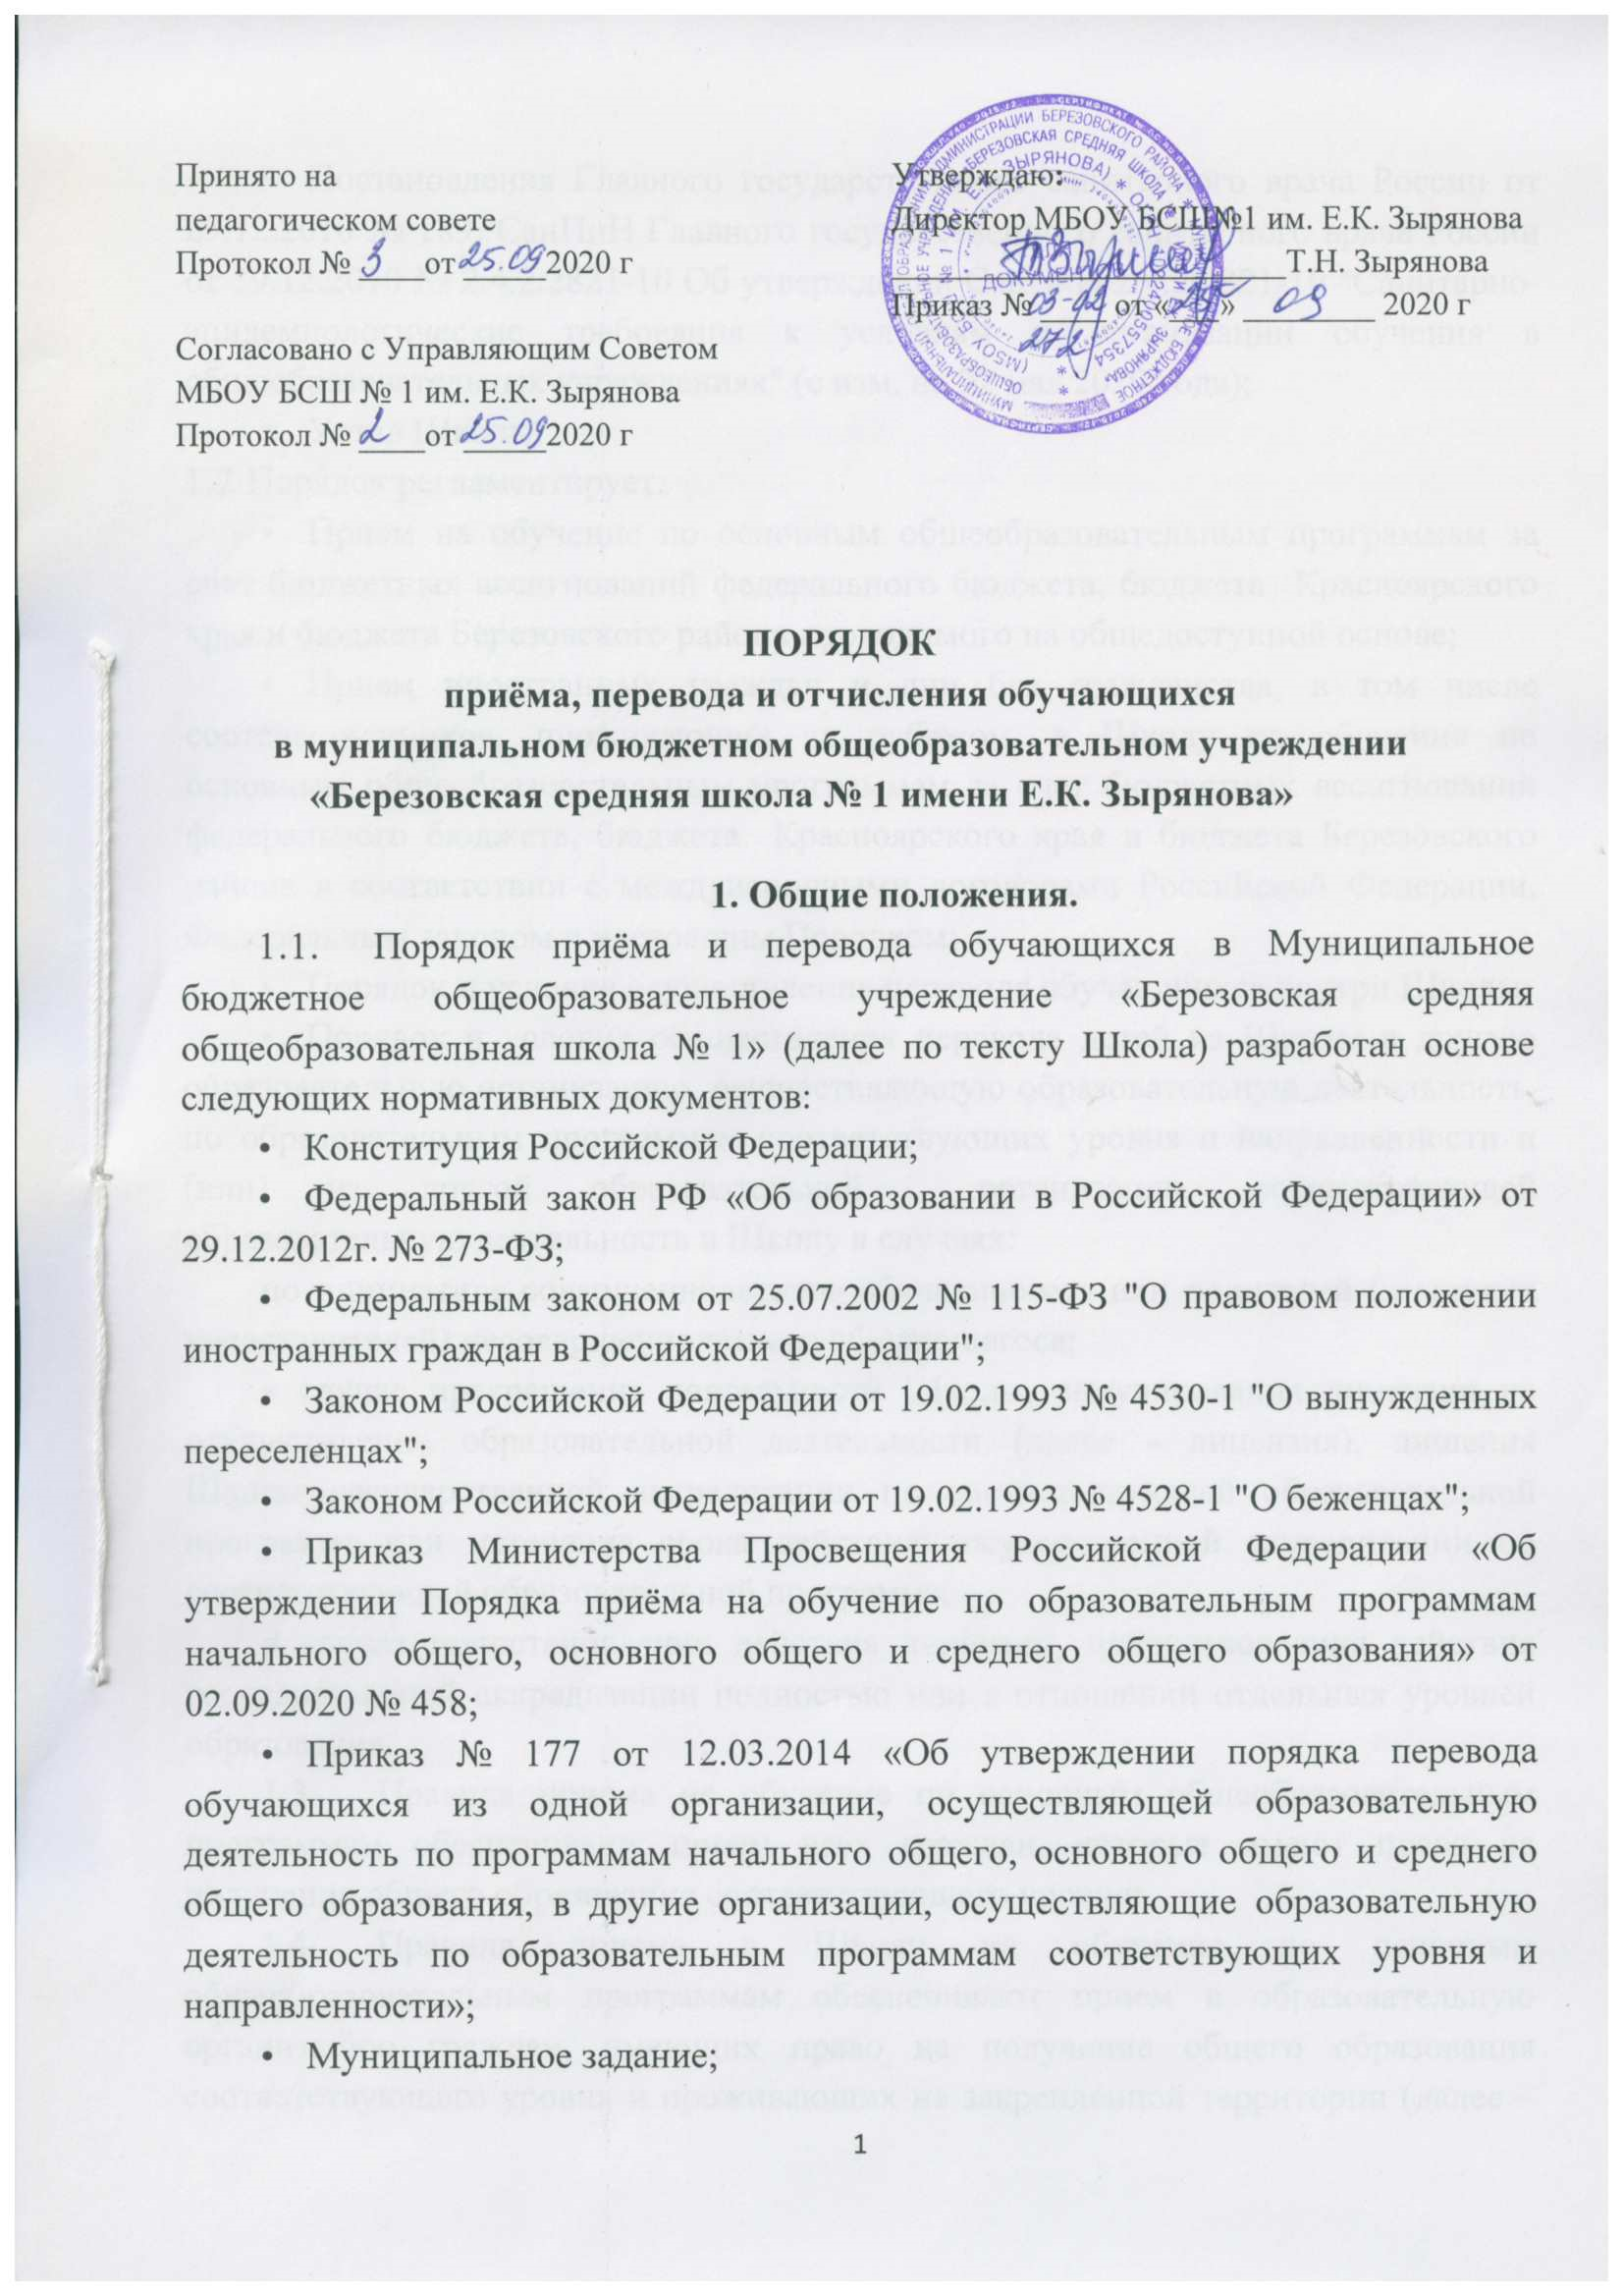 Принято на
педагогическом совете
Протокол № 3 от 25.09 2020 г
Согласовано с Управляющим Советом
МБОУ БСШ № 1 им. Е.К. Зырянова
Протокол № 2 от 25.09 2020 г
Утверждаю:
Директор МБОУ БСШ№1 им. Е.К. Зырянова
Т.Н. Зырянова
Приказ № 03-02 от «25» 09 2020 г
272
ПОРЯДОК
приёма, перевода и отчисления обучающихся
в муниципальном бюджетном общеобразовательном учреждении
«Березовская средняя школа № 1 имени Е.К. Зырянова»
1. Общие положения.
1.1. Порядок приёма и перевода обучающихся в Муниципальное
бюджетное общеобразовательное учреждение «Березовская средняя
общеобразовательная школа № 1» (далее по тексту Школа) разработан основе
следующих нормативных документов:
• Конституция Российской Федерации;
• Федеральный закон РФ «Об образовании в Российской Федерации» от
29.12.2012г. № 273-ФЗ;
• Федеральным законом от 25.07.2002 № 115-ФЗ "О правовом положении
иностранных граждан в Российской Федерации";
• Законом Российской Федерации от 19.02.1993 № 4530-1 "О вынужденных
переселенцах";
• Законом Российской Федерации от 19.02.1993 № 4528-1 "О беженцах";
• Приказ Министерства Просвещения Российской Федерации «Об
утверждении Порядка приёма на обучение по образовательным программам
начального общего, основного общего и среднего общего образования» от
02.09.2020 № 458;
• Приказ № 177 от 12.03.2014 «Об утверждении порядка перевода
обучающихся из одной организации, осуществляющей образовательную
деятельность по программам начального общего, основного общего и среднего
общего образования, в другие организации, осуществляющие образовательную
деятельность по образовательным программам соответствующих уровня и
направленности»;
• Муниципальное задание;
1